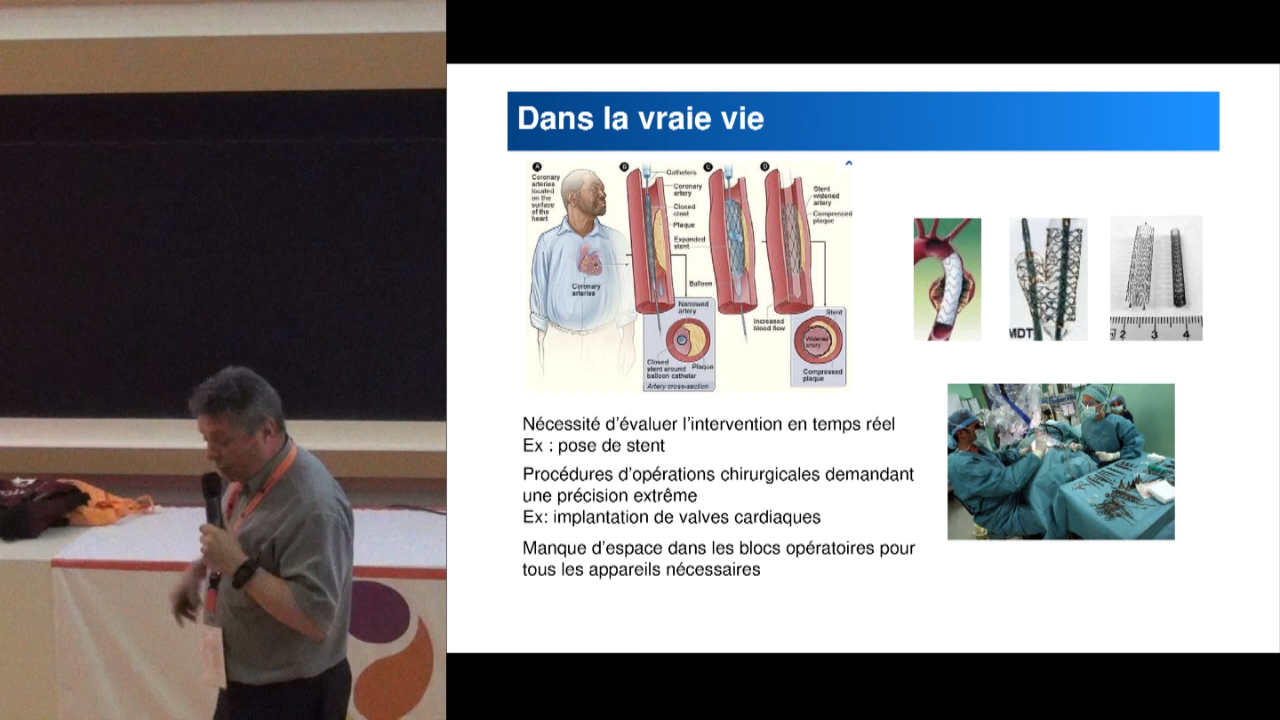 Dans la vraie vie
A
B
C
D
Coronary
arteries
located
on the
surface
of the
heart
Coronary
arteries
Catheters
Coronary
artery
Closed
stent
Plaque
Expanded
stent
Balloon
Narrowed
artery
Closed
stent around
balloon catheter
Plaque
Artery cross-section
Stent
widened
artery
Compressed
plaque
Increased
blood flow
Stent
Widened
artery
Compressed
plaque
MDT
2 3 4
Nécessité d'évaluer l'intervention en temps réel
Ex : pose de stent
Procédures d'opérations chirurgicales demandant
une précision extrême
Ex: implantation de valves cardiaques
Manque d'espace dans les blocs opératoires pour
tous les appareils nécessaires